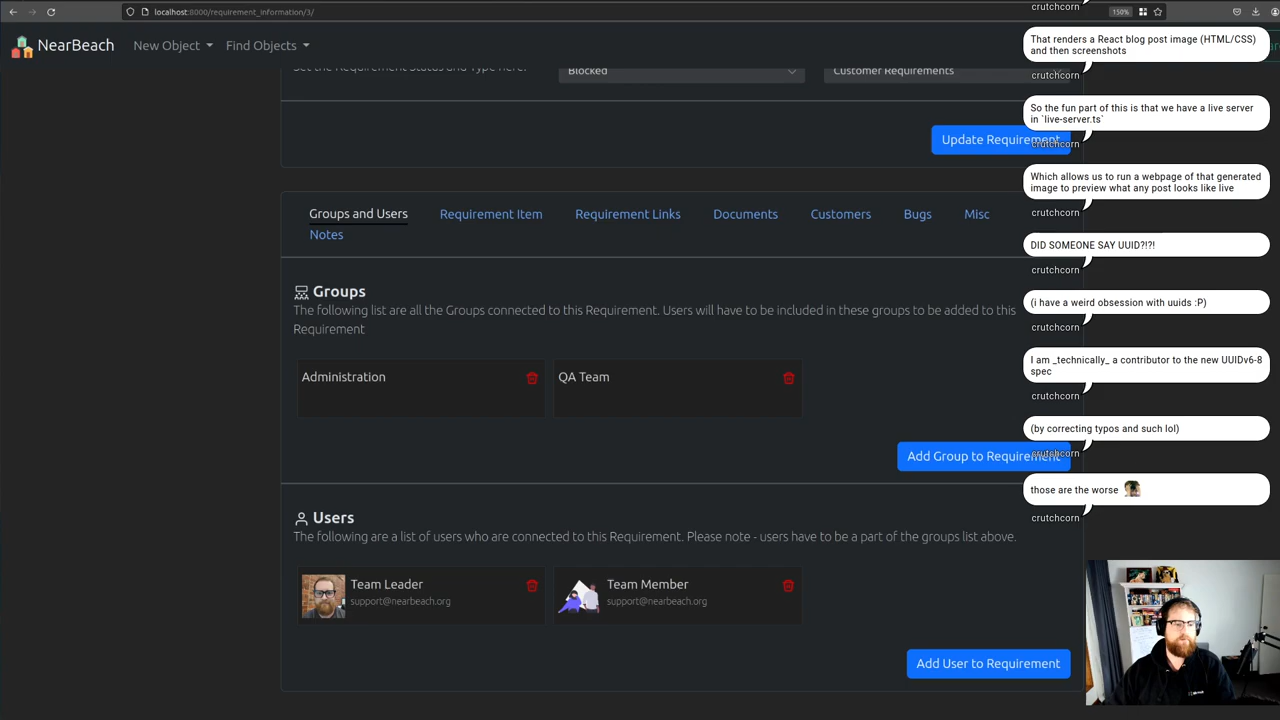 localhost:8000/requirement_information/3/
150%
NearBeach
New Object
Find Objects
Set the Requirement Status and Type here.
Blocked
Customer Requirements
Update Requirement
Groups and Users
Requirement Item
Requirement Links
Documents
Customers
Bugs
Misc
Notes
Groups
The following list are all the Groups connected to this Requirement. Users will have to be included in these groups to be added to this
Requirement
Administration
QA Team
Add Group to Requirement
Users
The following are a list of users who are connected to this Requirement. Please note - users have to be a part of the groups list above.
Team Leader
support@nearbeach.org
Team Member
support@nearbeach.org
Add User to Requirement
crutchcorn
That renders a React blog post image (HTML/CSS)
and then screenshots
crutchcorn
So the fun part of this is that we have a live server
in `live-server.ts`
crutchcorn
Which allows us to run a webpage of that generated
image to preview what any post looks like live
crutchcorn
DID SOMEONE SAY UUID?!?!
crutchcorn
(i have a weird obsession with uuids :P)
crutchcorn
I am _technically_ a contributor to the new UUIDv6-8
spec
crutchcorn
(by correcting typos and such lol)
crutchcorn
those are the worse
crutchcorn